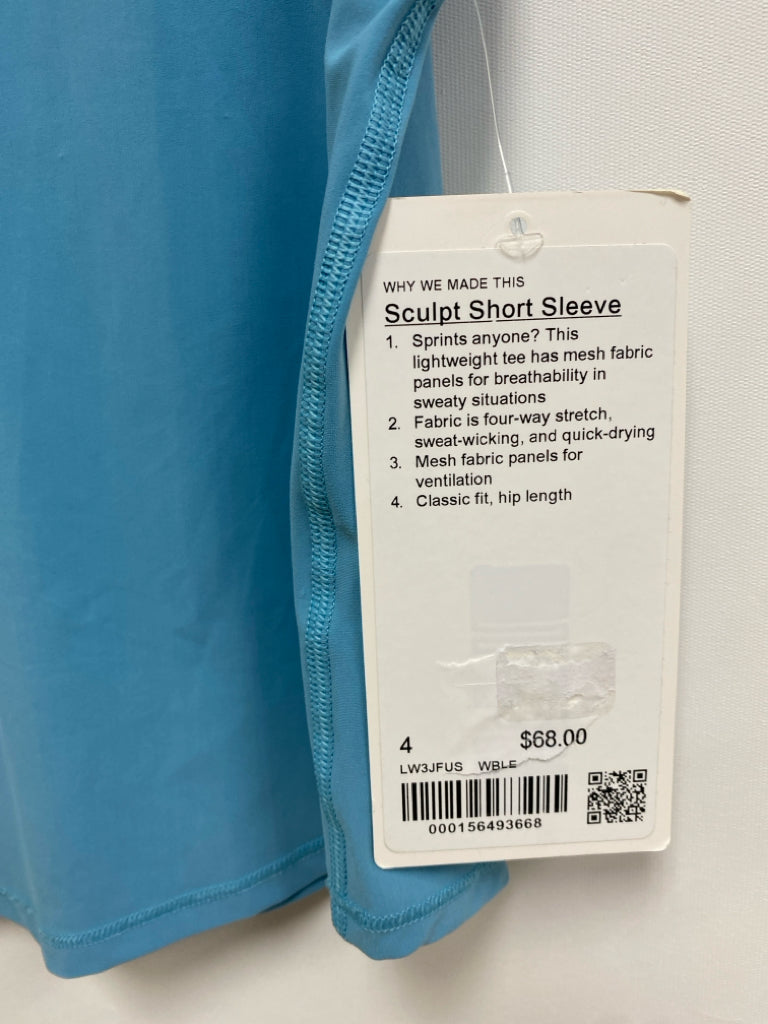 WHY WE MADE THIS
Sculpt Short Sleeve
1. Sprints anyone? This
lightweight tee has mesh fabric
panels for breathability in
sweaty situations
2. Fabric is four-way stretch,
sweat-wicking, and quick-drying
3. Mesh fabric panels for
ventilation
4. Classic fit, hip length
4 $68.00
LW3JFUS WBLE
000156493668